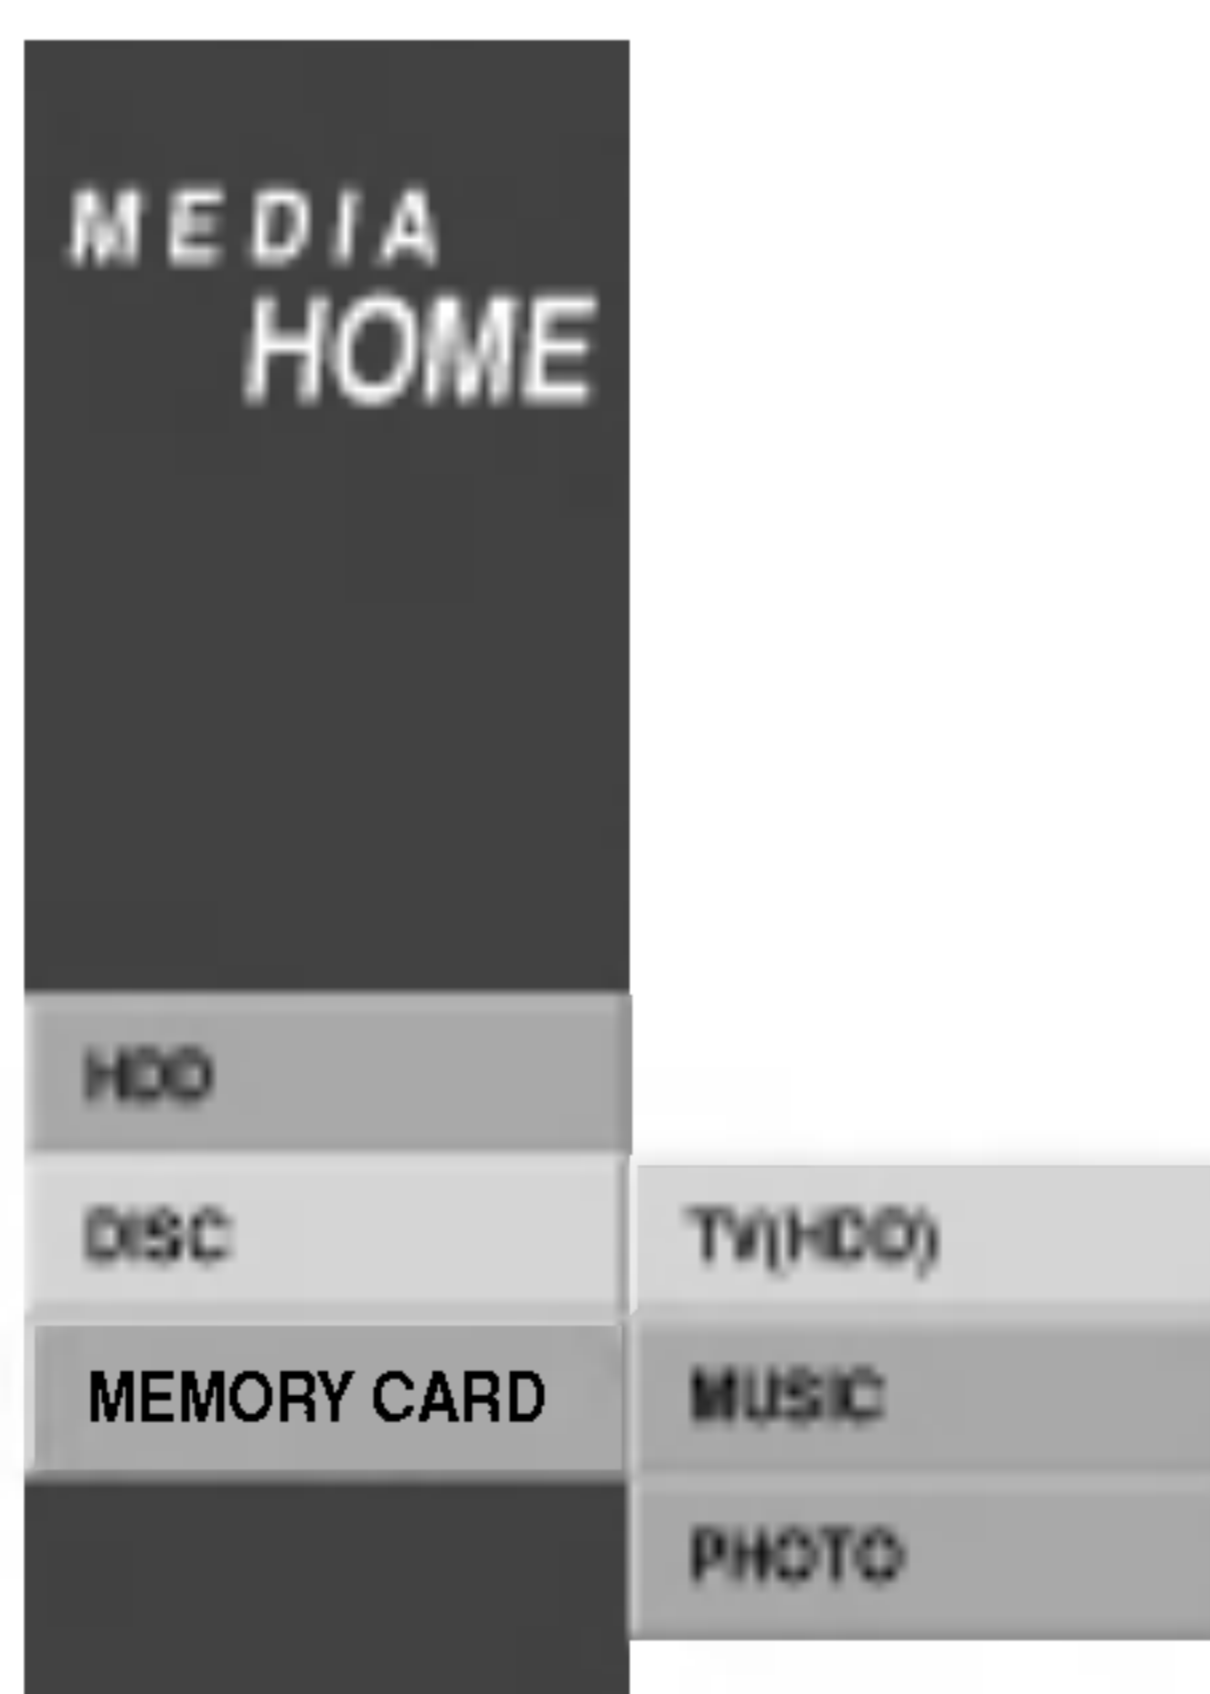 MEDIA
HOME
HDD
DISC
MEMORY CARD
TV(HDD)
MUSIC
PHOTO